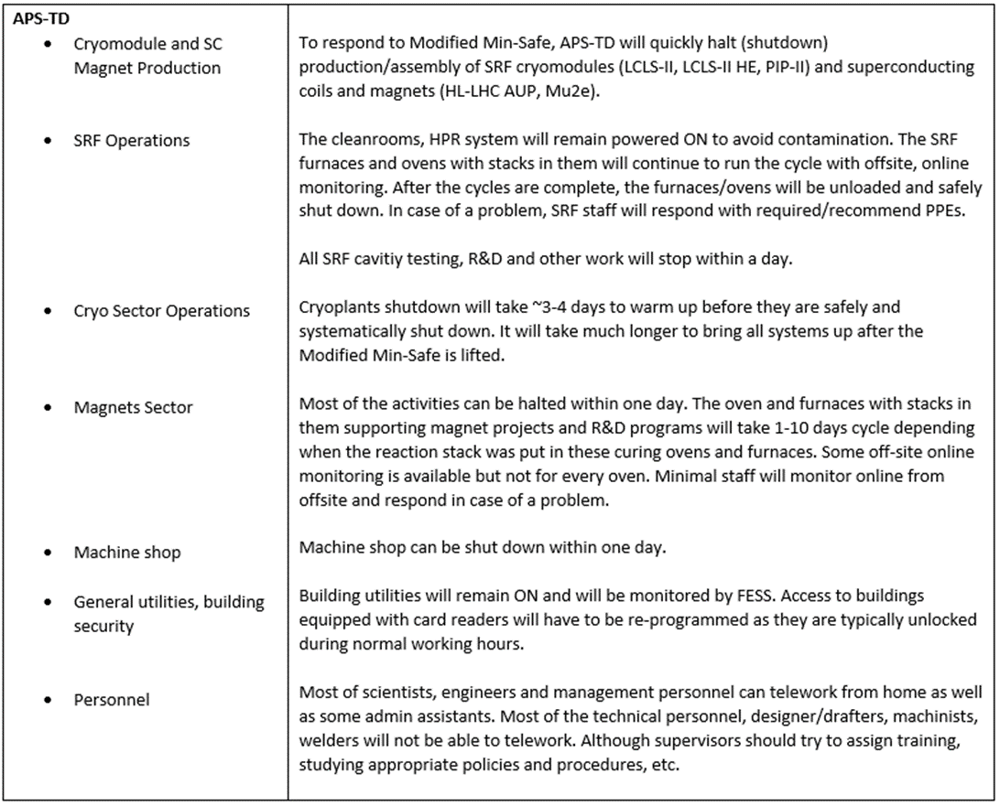 APS-TD
• Cryomodule and SC
Magnet Production
To respond to Modified Min-Safe, APS-TD will quickly halt (shutdown)
production/assembly of SRF cryomodules (LCLS-II, LCLS-II HE, PIP-II) and superconducting
coils and magnets (HL-LHC AUP, Mu2e).
• SRF Operations
The cleanrooms, HPR system will remain powered ON to avoid contamination. The SRF
furnaces and ovens with stacks in them will continue to run the cycle with offsite, online
monitoring. After the cycles are complete, the furnaces/ovens will be unloaded and safely
shut down. In case of a problem, SRF staff will respond with required/recommend PPEs.
All SRF cavitiy testing, R&D and other work will stop within a day.
• Cryo Sector Operations
Cryoplants shutdown will take ~3-4 days to warm up before they are safely and
systematically shut down. It will take much longer to bring all systems up after the
Modified Min-Safe is lifted.
• Magnets Sector
Most of the activities can be halted within one day. The oven and furnaces with stacks in
them supporting magnet projects and R&D programs will take 1-10 days cycle depending
when the reaction stack was put in these curing ovens and furnaces. Some off-site online
monitoring is available but not for every oven. Minimal staff will monitor online from
offsite and respond in case of a problem.
• Machine shop
Machine shop can be shut down within one day.
• General utilities, building
security
Building utilities will remain ON and will be monitored by FESS. Access to buildings
equipped with card readers will have to be re-programmed as they are typically unlocked
during normal working hours.
• Personnel
Most of scientists, engineers and management personnel can telework from home as well
as some admin assistants. Most of the technical personnel, designer/drafters, machinists,
welders will not be able to telework. Although supervisors should try to assign training,
studying appropriate policies and procedures, etc.